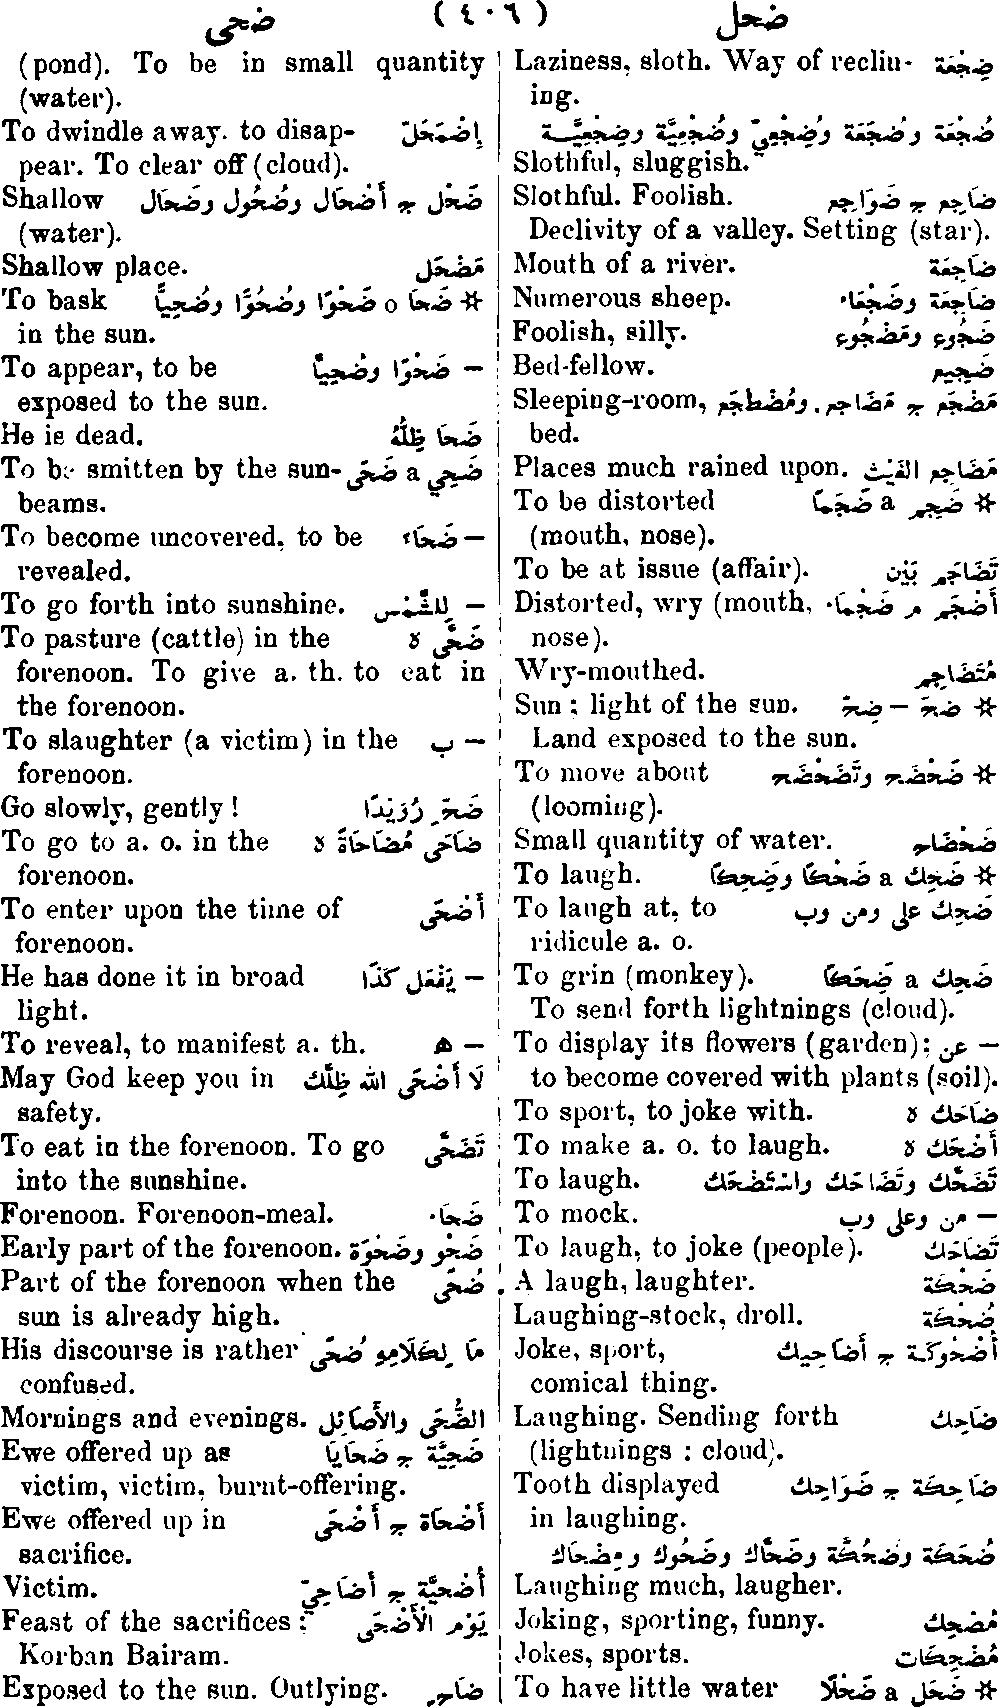 ضحل (٤٠٦) ضحى
Laziness, sloth. Way of reclin- ضِجْعَة
ing.
ضُجْعَة وضُجَعَة وضُجْعِيّ وضُجْعِيَّة وضِجْعِيَّة
Slothful, sluggish.
Slothful. Foolish. ضَاجِع ج ضَوَاجِع
Declivity of a valley. Setting (star).
Mouth of a river. ضَاجِعَة
Numerous sheep. ضَاجِعَة وضَجْعَاء
Foolish, silly. ضَجُوع ومَضْجُوع
Bed-fellow. ضَجِيع
Sleeping-room, مَضْجَع ج مَضَاجِع, ومُضْطَجَع
bed.
Places much rained upon. مَضَاجِع الغَيْث
To be distorted ✲ ضَجِم a ضَجَمًا
(mouth, nose).
To be at issue (affair). تَضَاجَم بَيْن
Distorted, wry (mouth, أَضْجَم م ضَجْمَاء
nose).
Wry-mouthed. مُتَضَاجِم
Sun ; light of the sun. ✲ ضَحّ – ضِحّ
Land exposed to the sun.
To move about ✲ ضَحْضَح وتَضَحْضَح
(looming).
Small quantity of water. ضَحْضَاح
To laugh. ✲ ضَحِك a ضَحْكًا وضَحِكًا
To laugh at, to ضَحِك على ومن وب
ridicule a. o.
To grin (monkey). ضَحِك a ضِحَكًا
To send forth lightnings (cloud).
To display its flowers (garden); – عن
to become covered with plants (soil).
To sport, to joke with. ضَاحَك ه
To make a. o. to laugh. أَضْحَك ه
To laugh. تَضَحَّك وتَضَاحَك واسْتَضْحَك
To mock. – من وعلى وب
To laugh, to joke (people). تَضَاحَك
A laugh, laughter. ضَحْكَة
Laughing-stock, droll. ضُحْكَة
Joke, sport, أُضْحُوكَة ج أَضَاحِيك
comical thing.
Laughing. Sending forth ضَاحِك
(lightnings : cloud).
Tooth displayed ضَاحِكَة ج ضَوَاحِك
in laughing.
ضُحَكَة وضُحُكَّة وضَحَّاك وضَحُوك ومِضْحَاك
Laughing much, laugher.
Joking, sporting, funny. مُضْحِك
Jokes, sports. مُضْحِكَات
To have little water ✲ ضَحَل a ضَحْلًا
(pond). To be in small quantity
(water).
To dwindle away. to disap- إِضْمَحَلّ
pear. To clear off (cloud).
Shallow ضَحْل ج أَضْحَال وضُحُول وضِحَال
(water).
Shallow place. مَضْحَل
To bask ✲ ضَحَا o ضَحْوًا وضُحُوًّا وضُحِيًّا
in the sun.
To appear, to be – ضَحْوًا وضُحِيًّا
exposed to the sun.
He is dead. ضَحَا ظِلُّهُ
To be smitten by the sun- ضَحِيَ a ضَحًى
beams.
To become uncovered, to be – ضَحَاء
revealed.
To go forth into sunshine. – لِلشَّمْس
To pasture (cattle) in the ضَحَّى ه
forenoon. To give a. th. to eat in
the forenoon.
To slaughter (a victim) in the – ب
forenoon.
Go slowly, gently ! ضَحِّ رُوَيْدًا
To go to a. o. in the ضَاحَى مُضَاحَاةً ه
forenoon.
To enter upon the time of أَضْحَى
forenoon.
He has done it in broad – يَفْعَل كَذَا
light.
To reveal, to manifest a. th. – ه
May God keep you in لَا أَضْحَى الله ظِلَّك
safety.
To eat in the forenoon. To go تَضَحَّى
into the sunshine.
Forenoon. Forenoon-meal. ضَحَاء
Early part of the forenoon. ضَحْو وضَحْوَة
Part of the forenoon when the ضُحًى
sun is already high.
His discourse is rather مَا لِكَلَامِهِ ضُحًى
confused.
Mornings and evenings. الضُّحَى والأَصَائِل
Ewe offered up as ضَحِيَّة ج ضَحَايَا
victim, victim, burnt-offering.
Ewe offered up in أَضْحَاة ج أَضْحًى
sacrifice.
Victim. أُضْحِيَّة ج أَضَاحِيّ
Feast of the sacrifices : يَوْم الْأَضْحَى
Korban Bairam.
Exposed to the sun. Outlying. ضَاحٍ